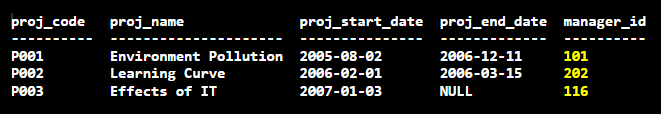 proj_code proj_name proj_start_date proj_end_date manager_id
---------- --------------------- --------------- ------------- ----------
P001 Environment Pollution 2005-08-02 2006-12-11 101
P002 Learning Curve 2006-02-01 2006-03-15 202
P003 Effects of IT 2007-01-03 NULL 116